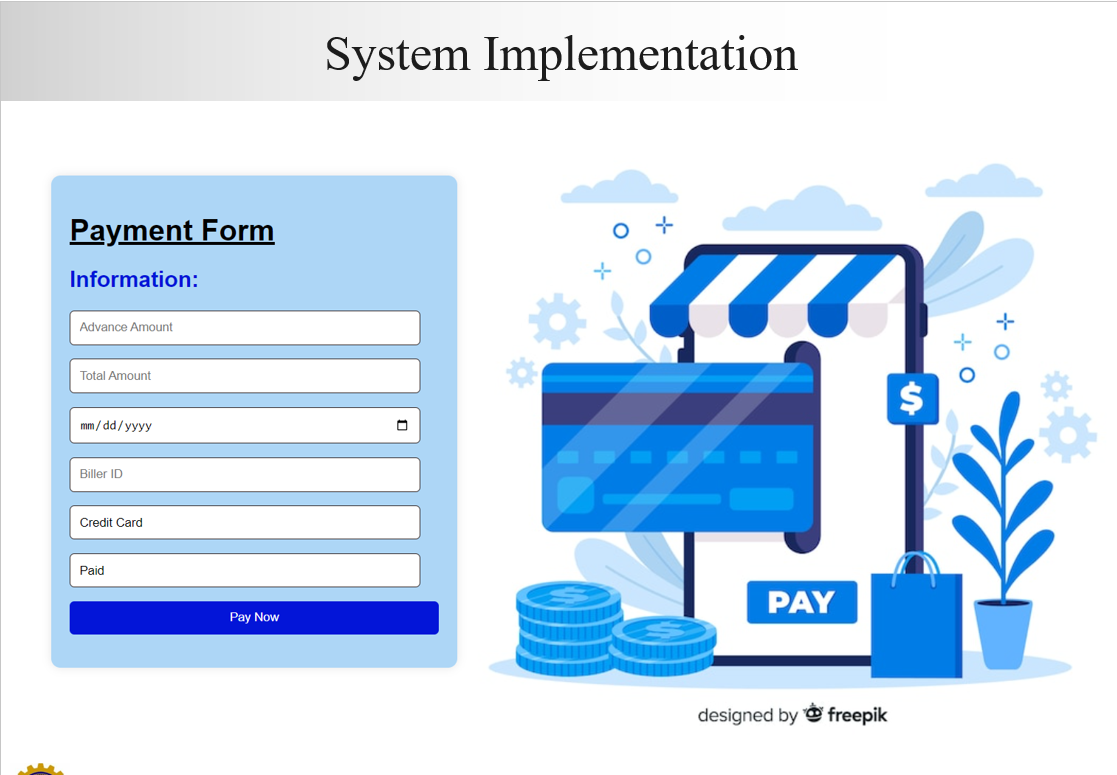 System Implementation
Payment Form
Information:
Advance Amount
Total Amount
mm/dd/yyyy
Biller ID
Credit Card
Paid
Pay Now
$
PAY
designed by freepik